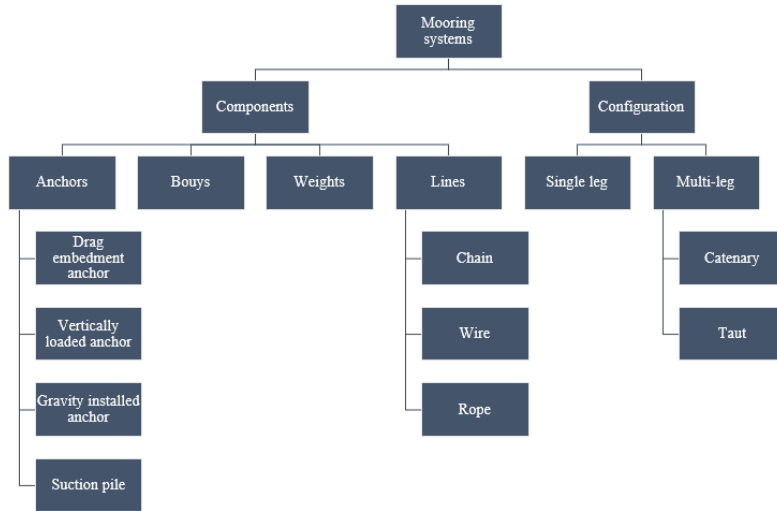 Mooring
systems
Components
Configuration
Anchors
Bouys
Weights
Lines
Single leg
Multi-leg
Drag
embedment
anchor
Chain
Catenary
Vertically
loaded anchor
Wire
Taut
Gravity installed
anchor
Rope
Suction pile